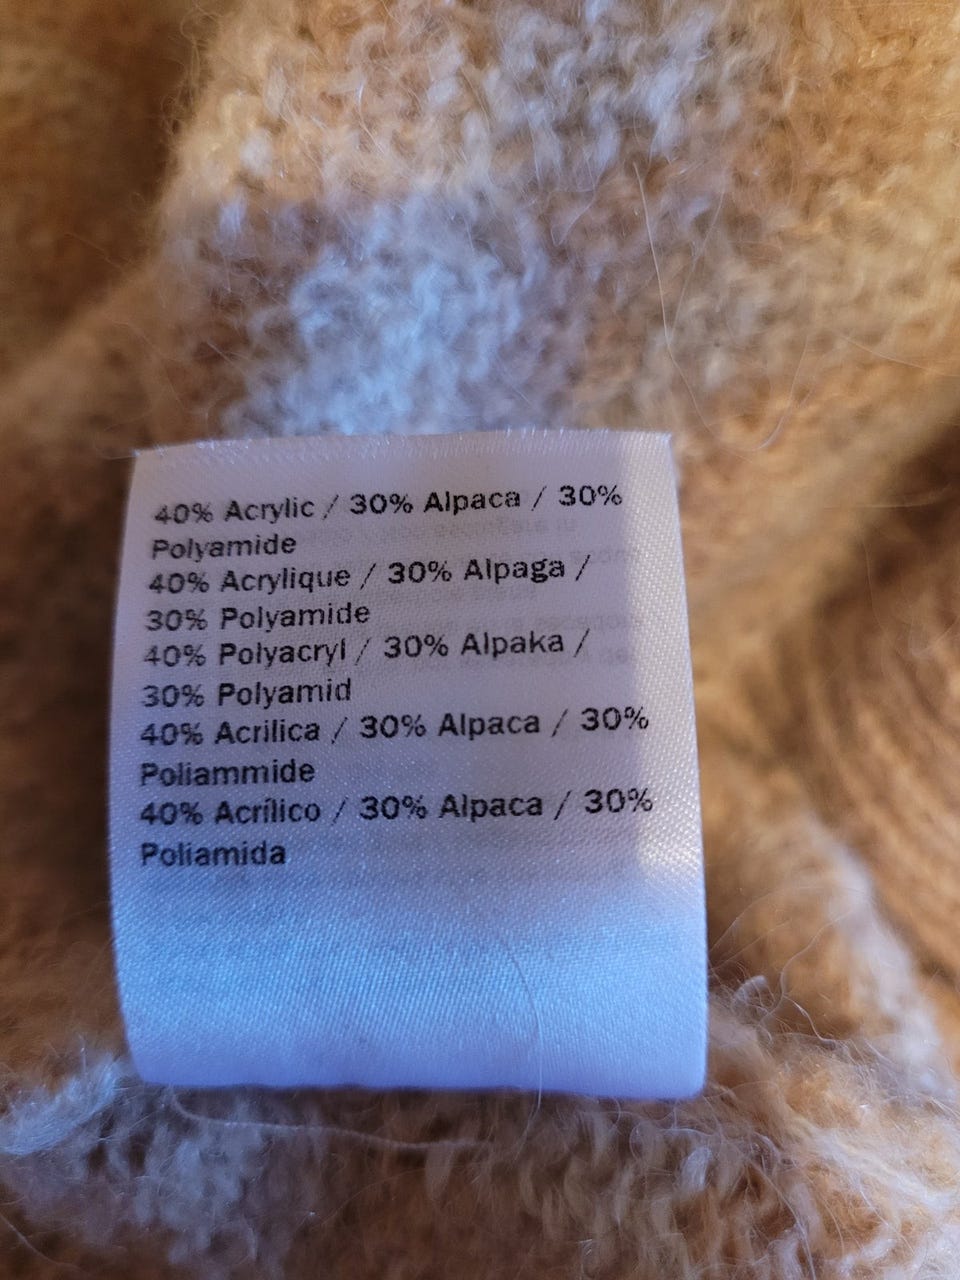 40% Acrylic / 30% Alpaca / 30%
Polyamide
40% Acrylique / 30% Alpaga /
30% Polyamide
40% Polyacryl / 30% Alpaka /
30% Polyamid
40% Acrilica / 30% Alpaca / 30%
Poliammide
40% Acrílico / 30% Alpaca / 30%
Poliamida